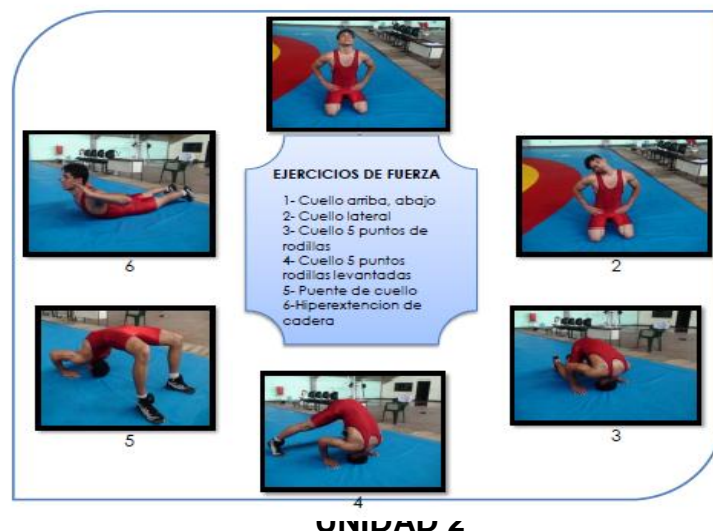 EJERCICIOS DE FUERZA
1- Cuello arriba, abajo
2- Cuello lateral
3- Cuello 5 puntos de
rodillas
4- Cuello 5 puntos
rodillas levantadas
5- Puente de cuello
6-Hiperextencion de
cadera
6
2
5
3
4
UNIDAD 2